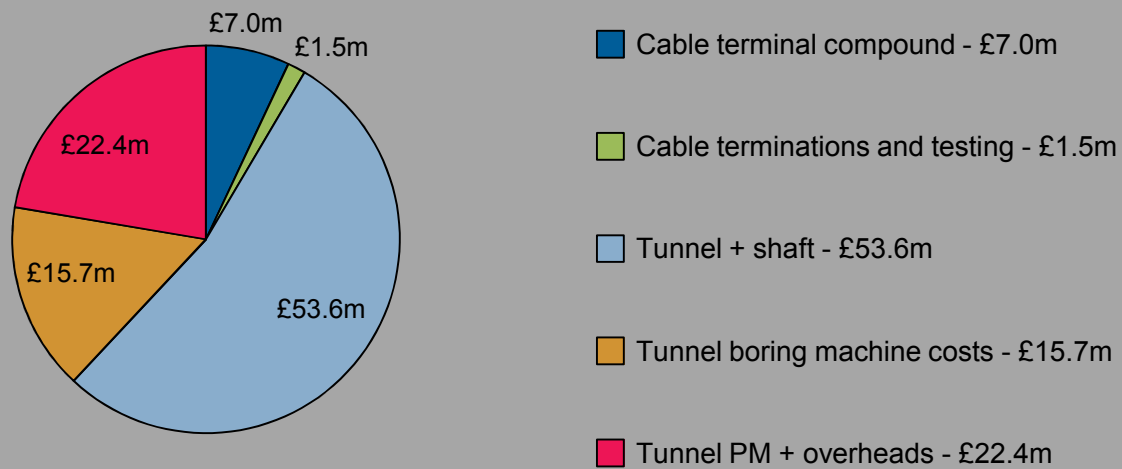 £7.0m
£1.5m
£22.4m
£15.7m
£53.6m
Cable terminal compound - £7.0m
Cable terminations and testing - £1.5m
Tunnel + shaft - £53.6m
Tunnel boring machine costs - £15.7m
Tunnel PM + overheads - £22.4m